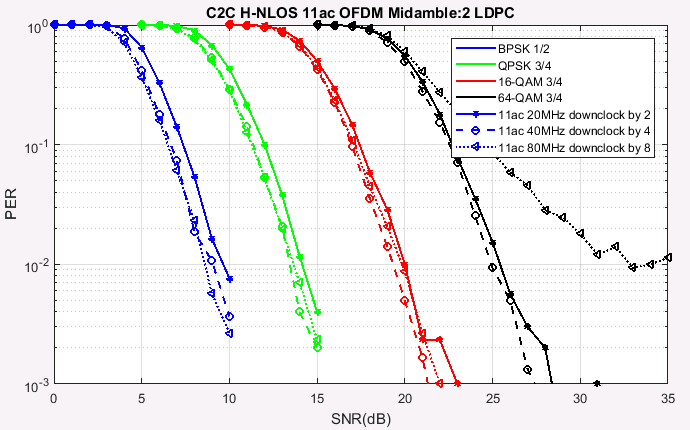 C2C H-NLOS 11ac OFDM Midamble:2 LDPC
10^0
10^-1
10^-2
10^-3
PER
BPSK 1/2
QPSK 3/4
16-QAM 3/4
64-QAM 3/4
11ac 20MHz downclock by 2
11ac 40MHz downclock by 4
11ac 80MHz downclock by 8
0 5 10 15 20 25 30 35
SNR(dB)